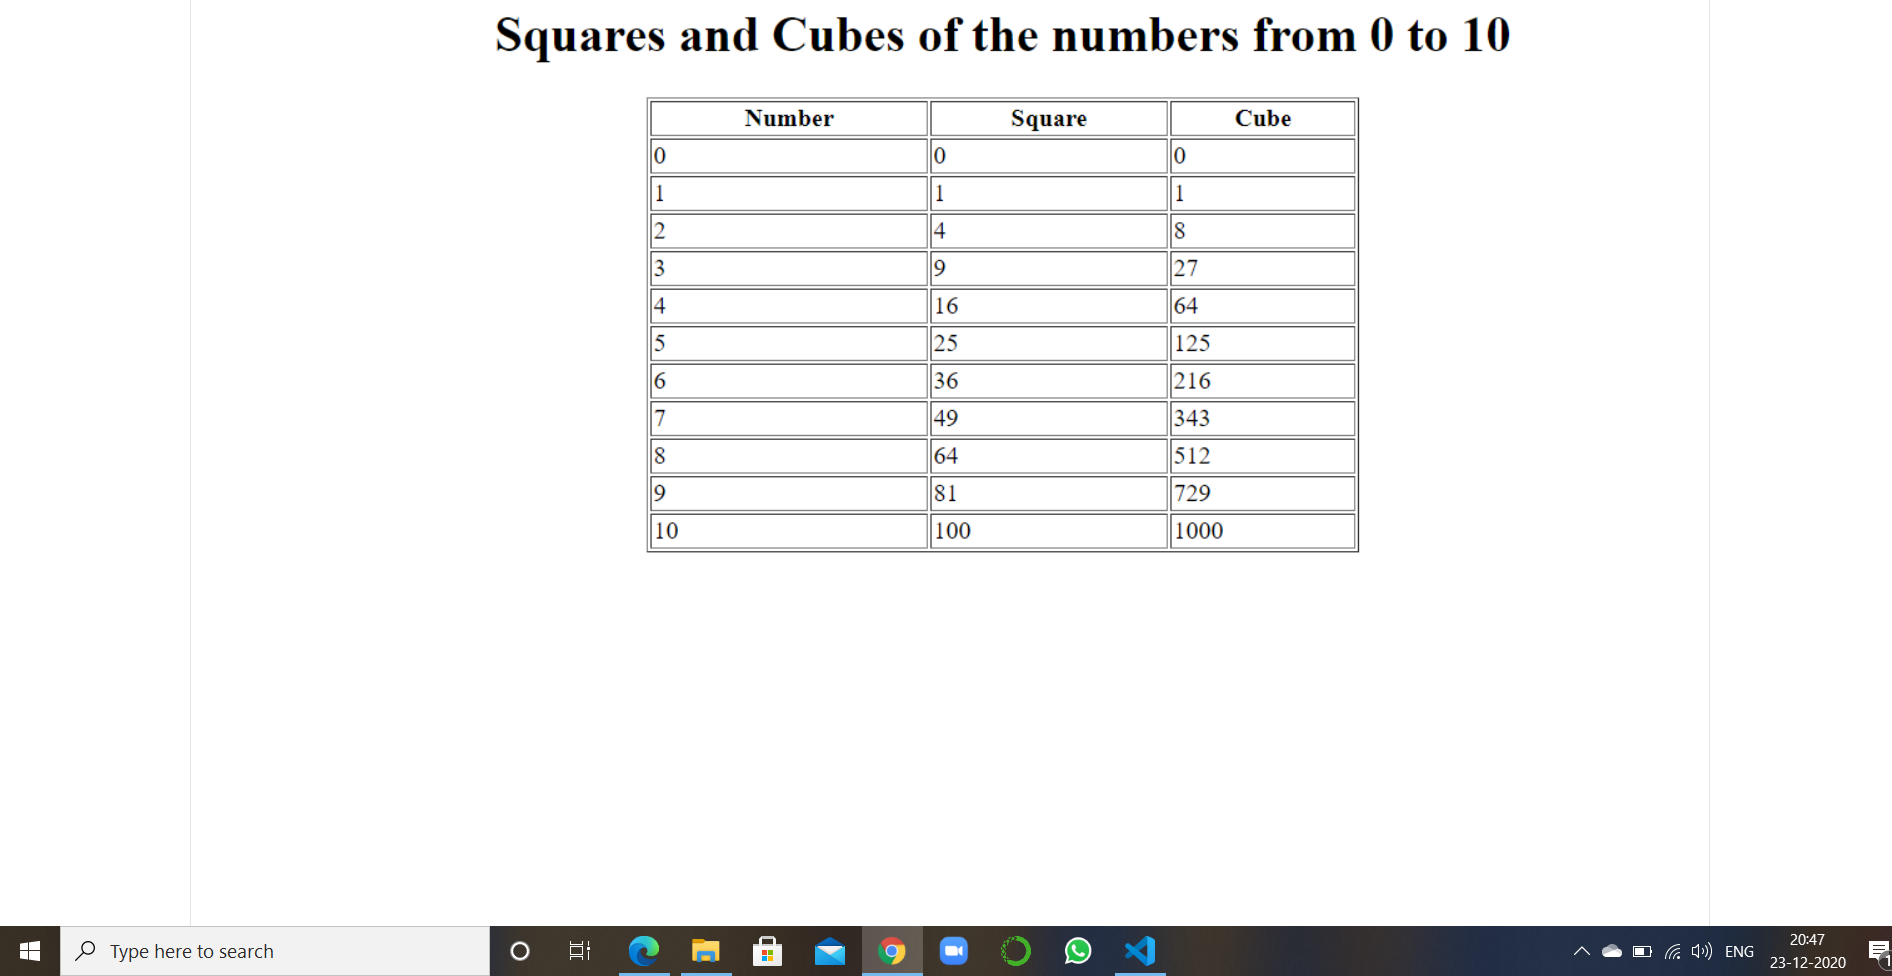 Squares and Cubes of the numbers from 0 to 10
Number Square Cube
0 0 0
1 1 1
2 4 8
3 9 27
4 16 64
5 25 125
6 36 216
7 49 343
8 64 512
9 81 729
10 100 1000
Type here to search
ENG
20:47
23-12-2020
1